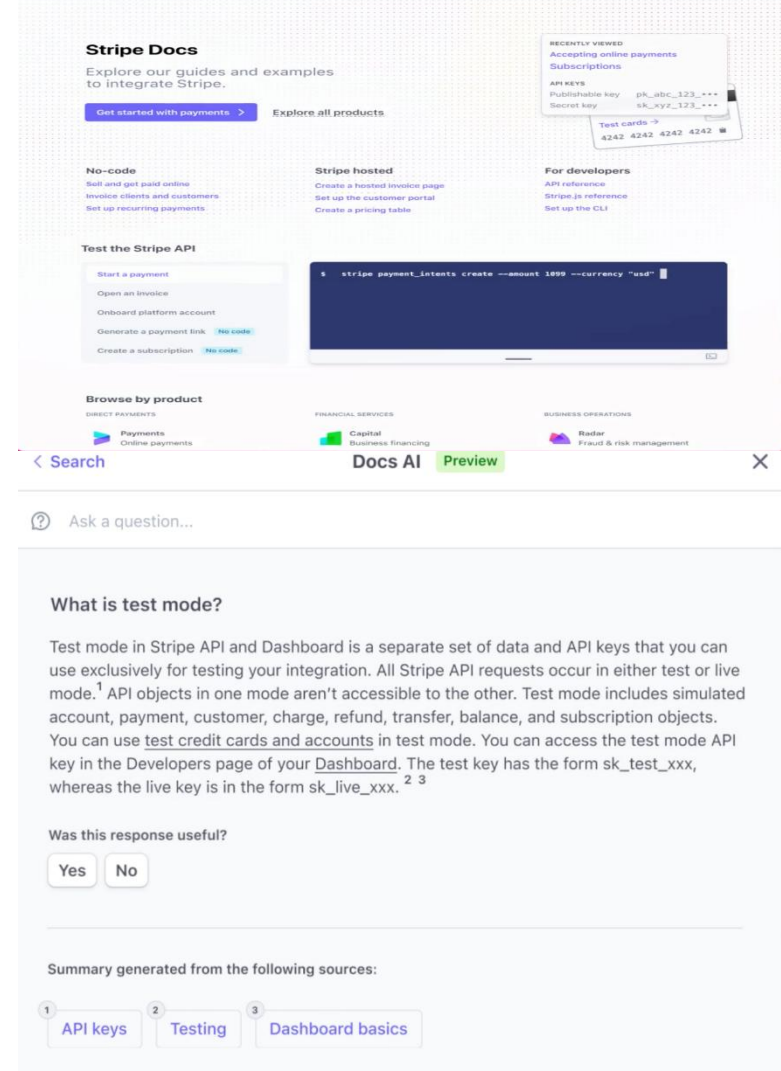 Stripe Docs
Explore our guides and examples
to integrate Stripe.
Get started with payments >
Explore all products
RECENTLY VIEWED
Accepting online payments
Subscriptions
API KEYS
Publishable key pk_abc_123_•••
Secret key sk_xyz_123_•••
Test cards →
4242 4242 4242 4242
No-code
Sell and get paid online
Invoice clients and customers
Set up recurring payments
Stripe hosted
Create a hosted invoice page
Set up the customer portal
Create a pricing table
For developers
API reference
Stripe.js reference
Set up the CLI
Test the Stripe API
Start a payment
Open an invoice
Onboard platform account
Generate a payment link No code
Create a subscription No code
$ stripe payment_intents create --amount 1099 --currency "usd"
Browse by product
DIRECT PAYMENTS
Payments
Online payments
FINANCIAL SERVICES
Capital
Business financing
BUSINESS OPERATIONS
Radar
Fraud & risk management
< Search
Docs AI Preview
Ask a question...
What is test mode?
Test mode in Stripe API and Dashboard is a separate set of data and API keys that you can
use exclusively for testing your integration. All Stripe API requests occur in either test or live
mode.1 API objects in one mode aren't accessible to the other. Test mode includes simulated
account, payment, customer, charge, refund, transfer, balance, and subscription objects.
You can use test credit cards and accounts in test mode. You can access the test mode API
key in the Developers page of your Dashboard. The test key has the form sk_test_xxx,
whereas the live key is in the form sk_live_xxx. 2 3
Was this response useful?
Yes No
Summary generated from the following sources:
1 API keys
2 Testing
3 Dashboard basics